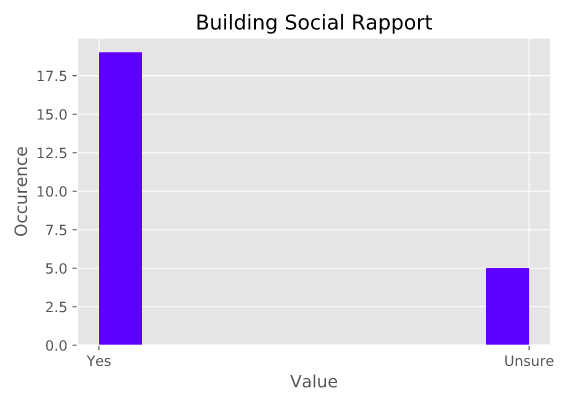 Building Social Rapport
17.5
15.0
12.5
10.0
7.5
5.0
2.5
0.0
Occurence
Yes
Unsure
Value